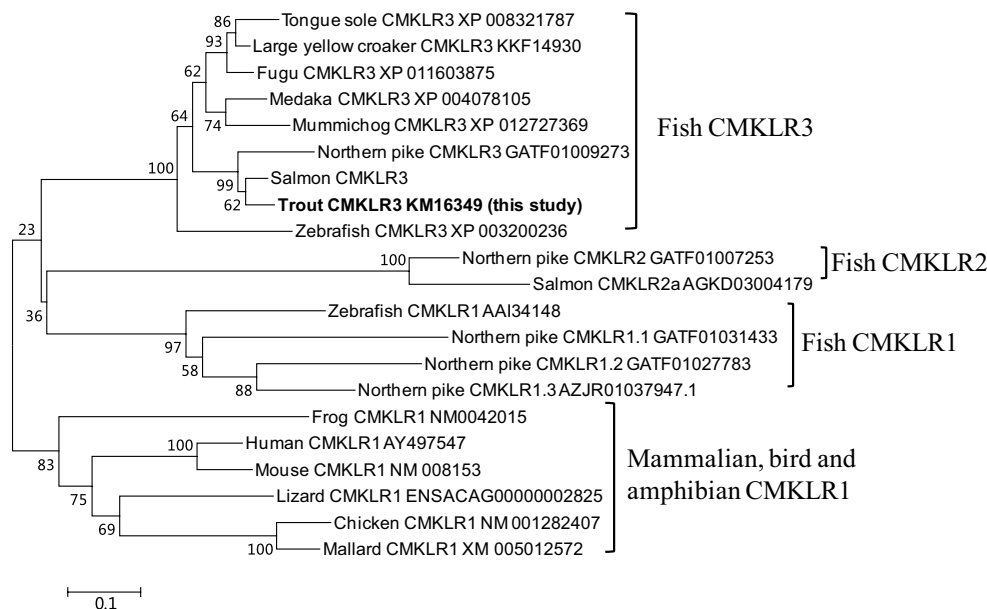 86
Tongue sole CMKLR3 XP 008321787
93
Large yellow croaker CMKLR3 KKF14930
62
Fugu CMKLR3 XP 011603875
Medaka CMKLR3 XP 004078105
64
74
Mummichog CMKLR3 XP 012727369
Fish CMKLR3
100
Northern pike CMKLR3 GATF01009273
99
Salmon CMKLR3
62
Trout CMKLR3 KM16349 (this study)
23
Zebrafish CMKLR3 XP 003200236
100
Northern pike CMKLR2 GATF01007253
Fish CMKLR2
Salmon CMKLR2a AGKD03004179
36
Zebrafish CMKLR1 AAI34148
97
Northern pike CMKLR1.1 GATF01031433
Fish CMKLR1
58
Northern pike CMKLR1.2 GATF01027783
88
Northern pike CMKLR1.3 AZJR01037947.1
Frog CMKLR1 NM0042015
83
100
Human CMKLR1 AY497547
Mouse CMKLR1 NM 008153
Mammalian, bird and
amphibian CMKLR1
75
Lizard CMKLR1 ENSACAG00000002825
69
Chicken CMKLR1 NM 001282407
100
Mallard CMKLR1 XM 005012572
0.1